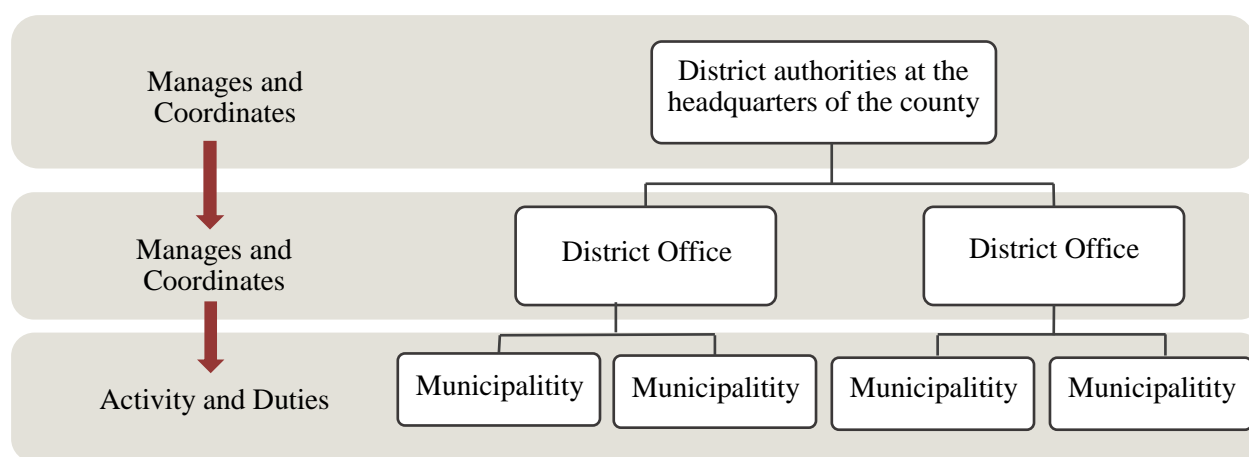 Manages and
Coordinates
District authorities at the
headquarters of the county
Manages and
Coordinates
District Office
District Office
Activity and Duties
Municipalitity
Municipalitity
Municipalitity
Municipalitity